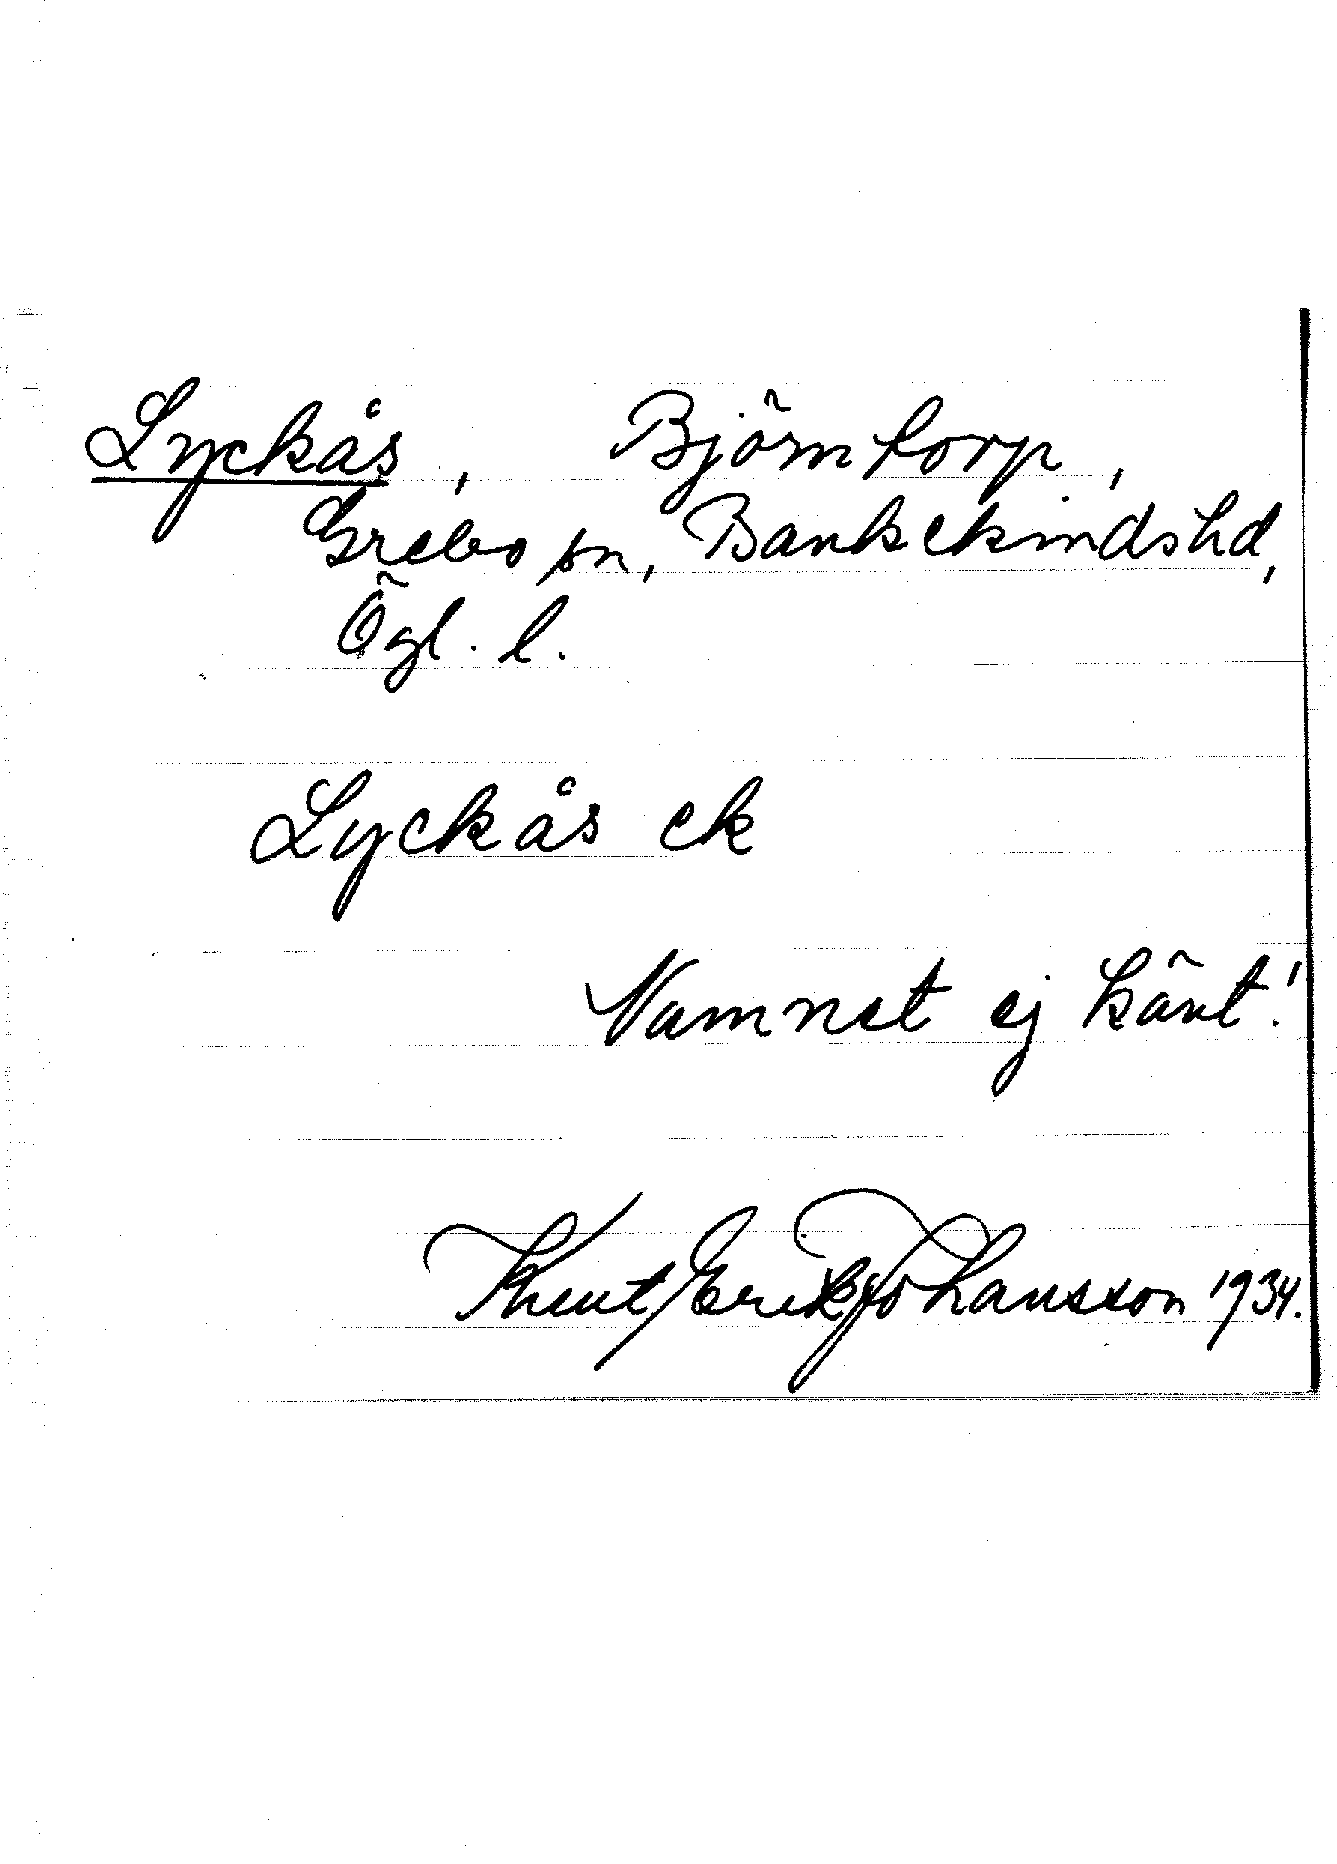 Lyckås, Björntorp,
Grebo sn, Bankekindshd,
Ögl. l.
Lyckås ek
Namnet ej känt!
Knut Erik Johansson 1934.